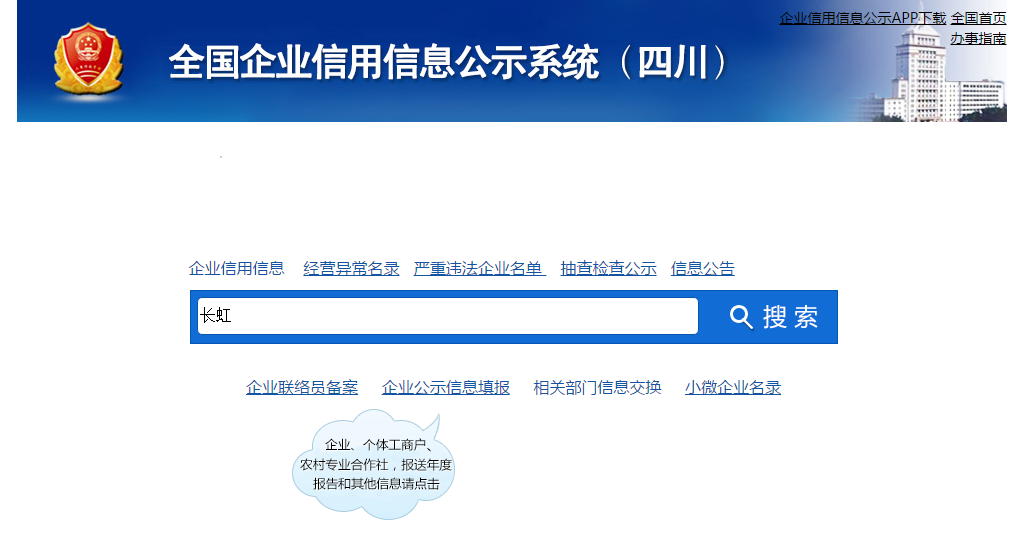 企业信用信息公示APP下载 全国首页
办事指南
全国企业信用信息公示系统（四川）
企业信用信息 经营异常名录 严重违法企业名单 抽查检查公示 信息公告
长虹
搜索
企业联络员备案 企业公示信息填报 相关部门信息交换 小微企业名录
企业、个体工商户、
农村专业合作社，报送年度
报告和其他信息请点击